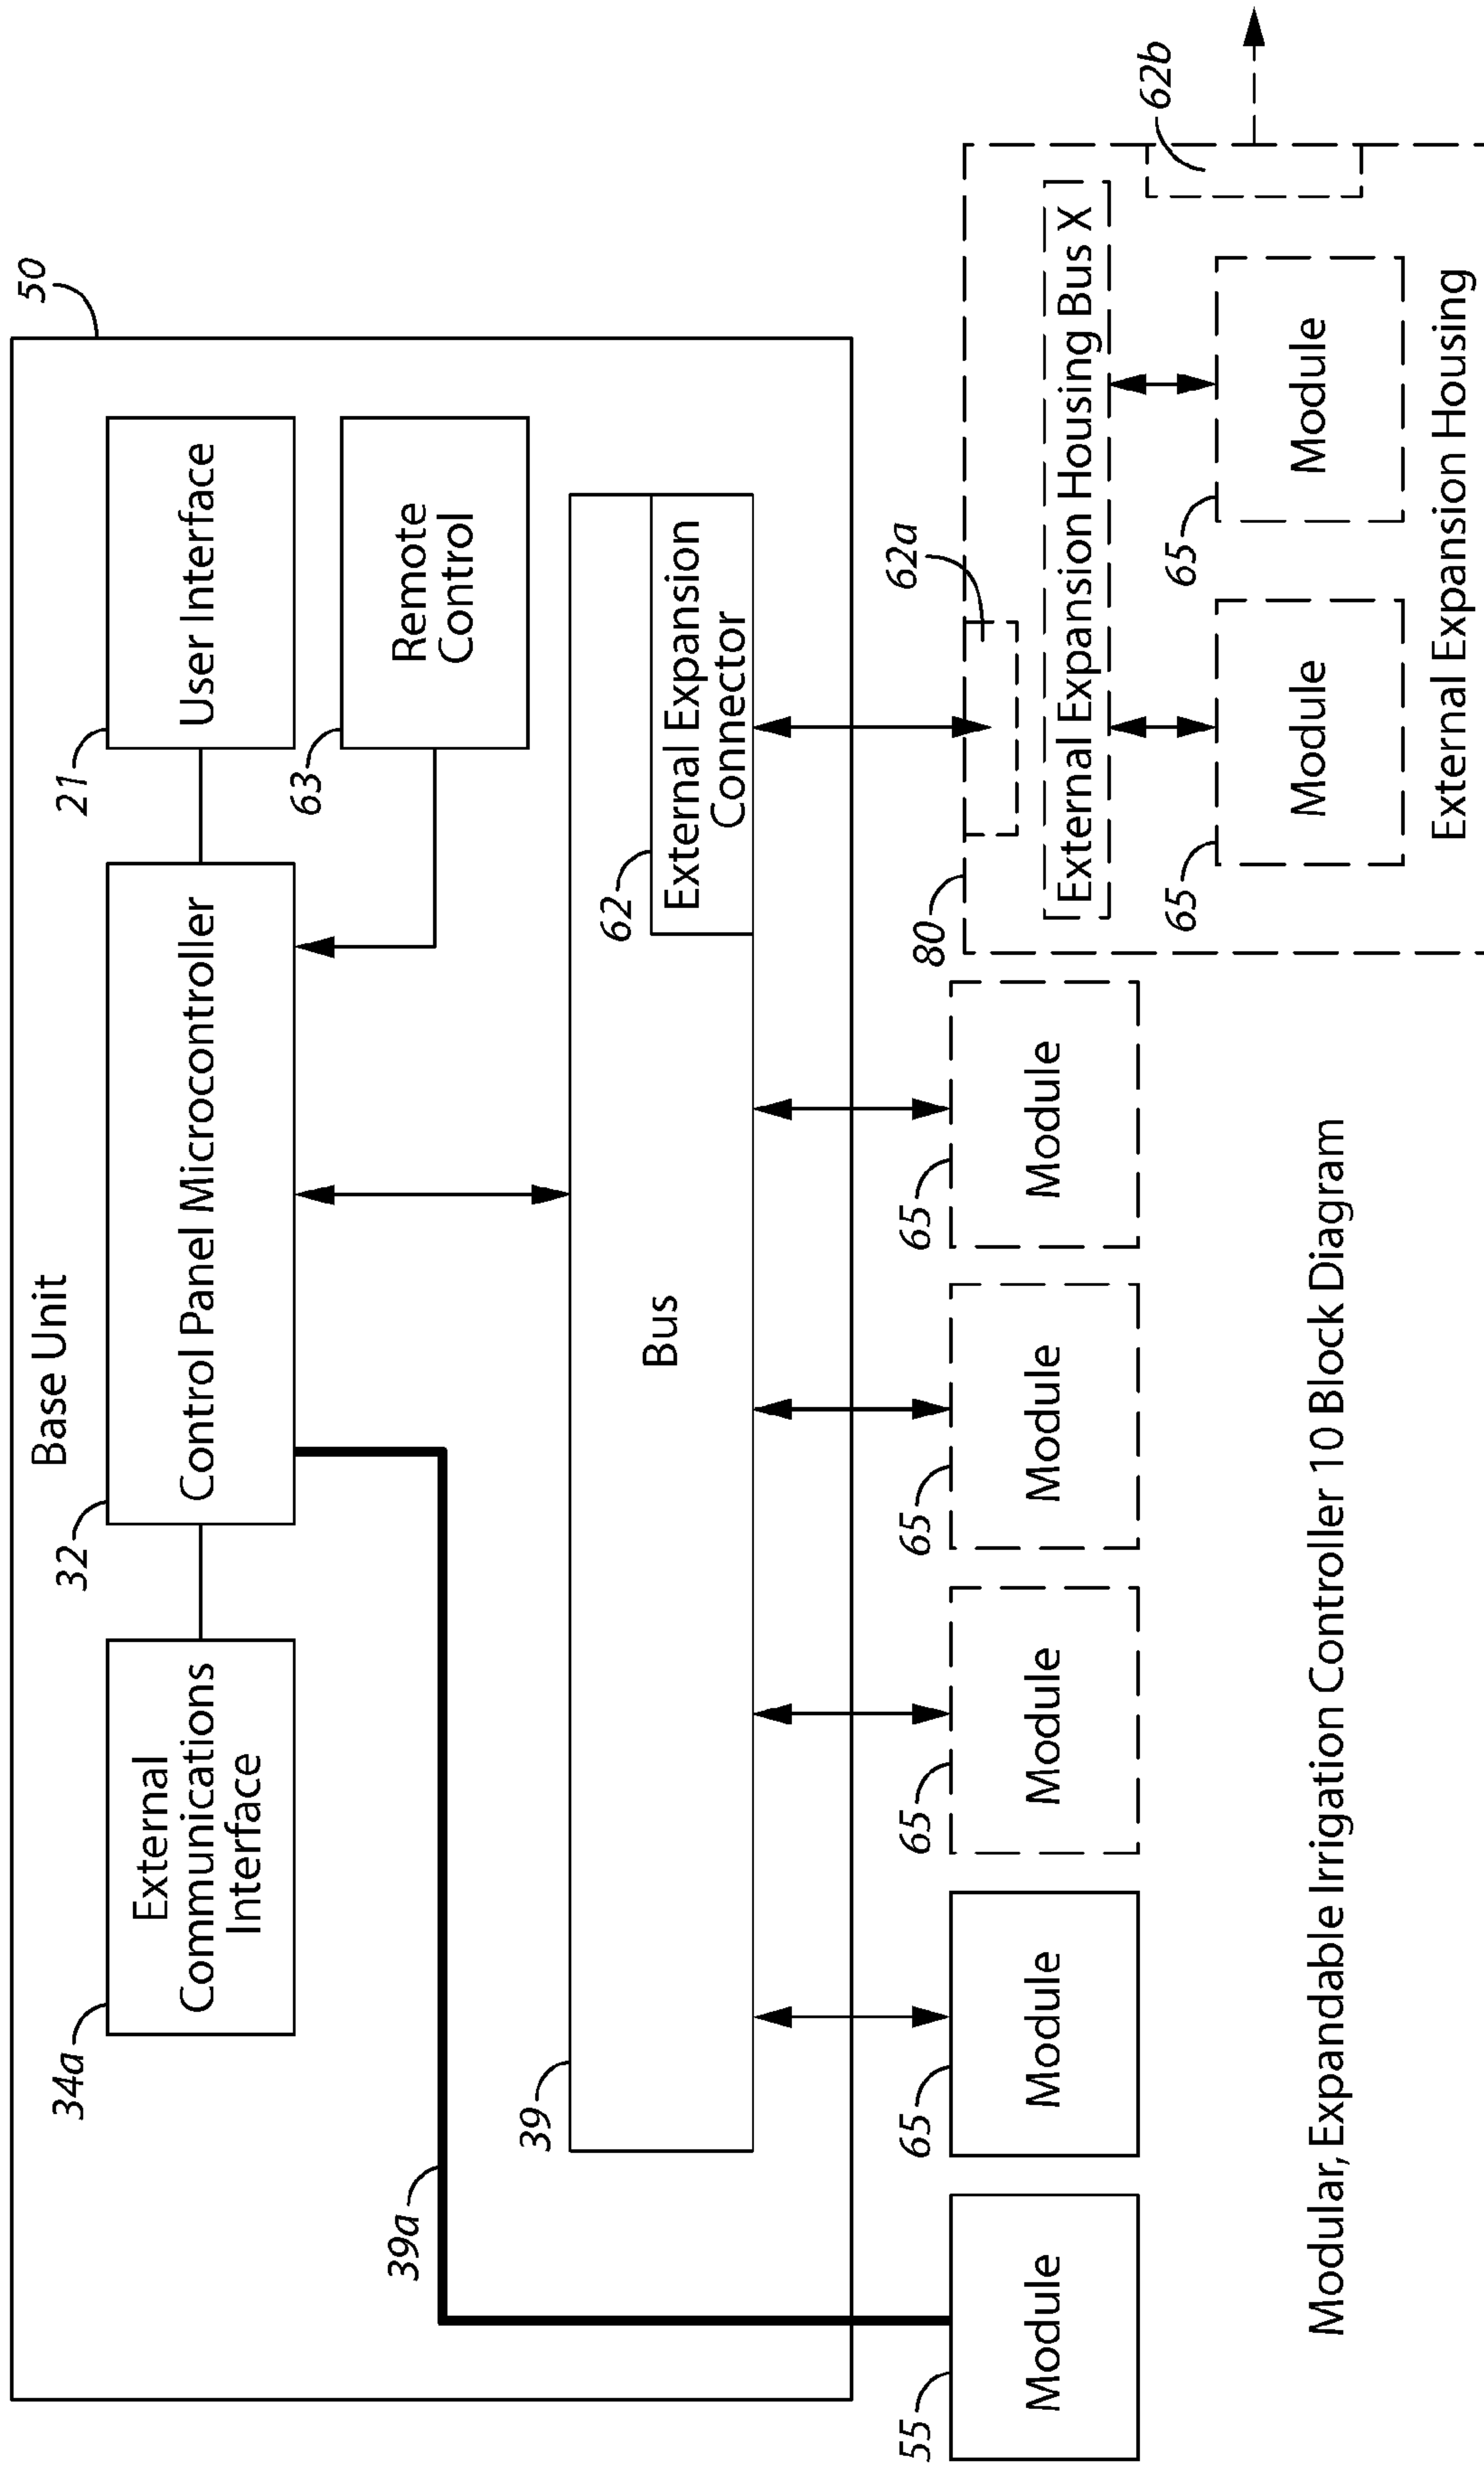 50
Base Unit
34a
External
Communications
Interface
32
Control Panel Microcontroller
21
User Interface
63
Remote
Control
39a
39
Bus
62
External Expansion
Connector
55
Module
65
Module
65
Module
65
Module
65
Module
80
62a
62b
External Expansion Housing Bus X
65
Module
65
Module
External Expansion Housing
Modular, Expandable Irrigation Controller 10 Block Diagram